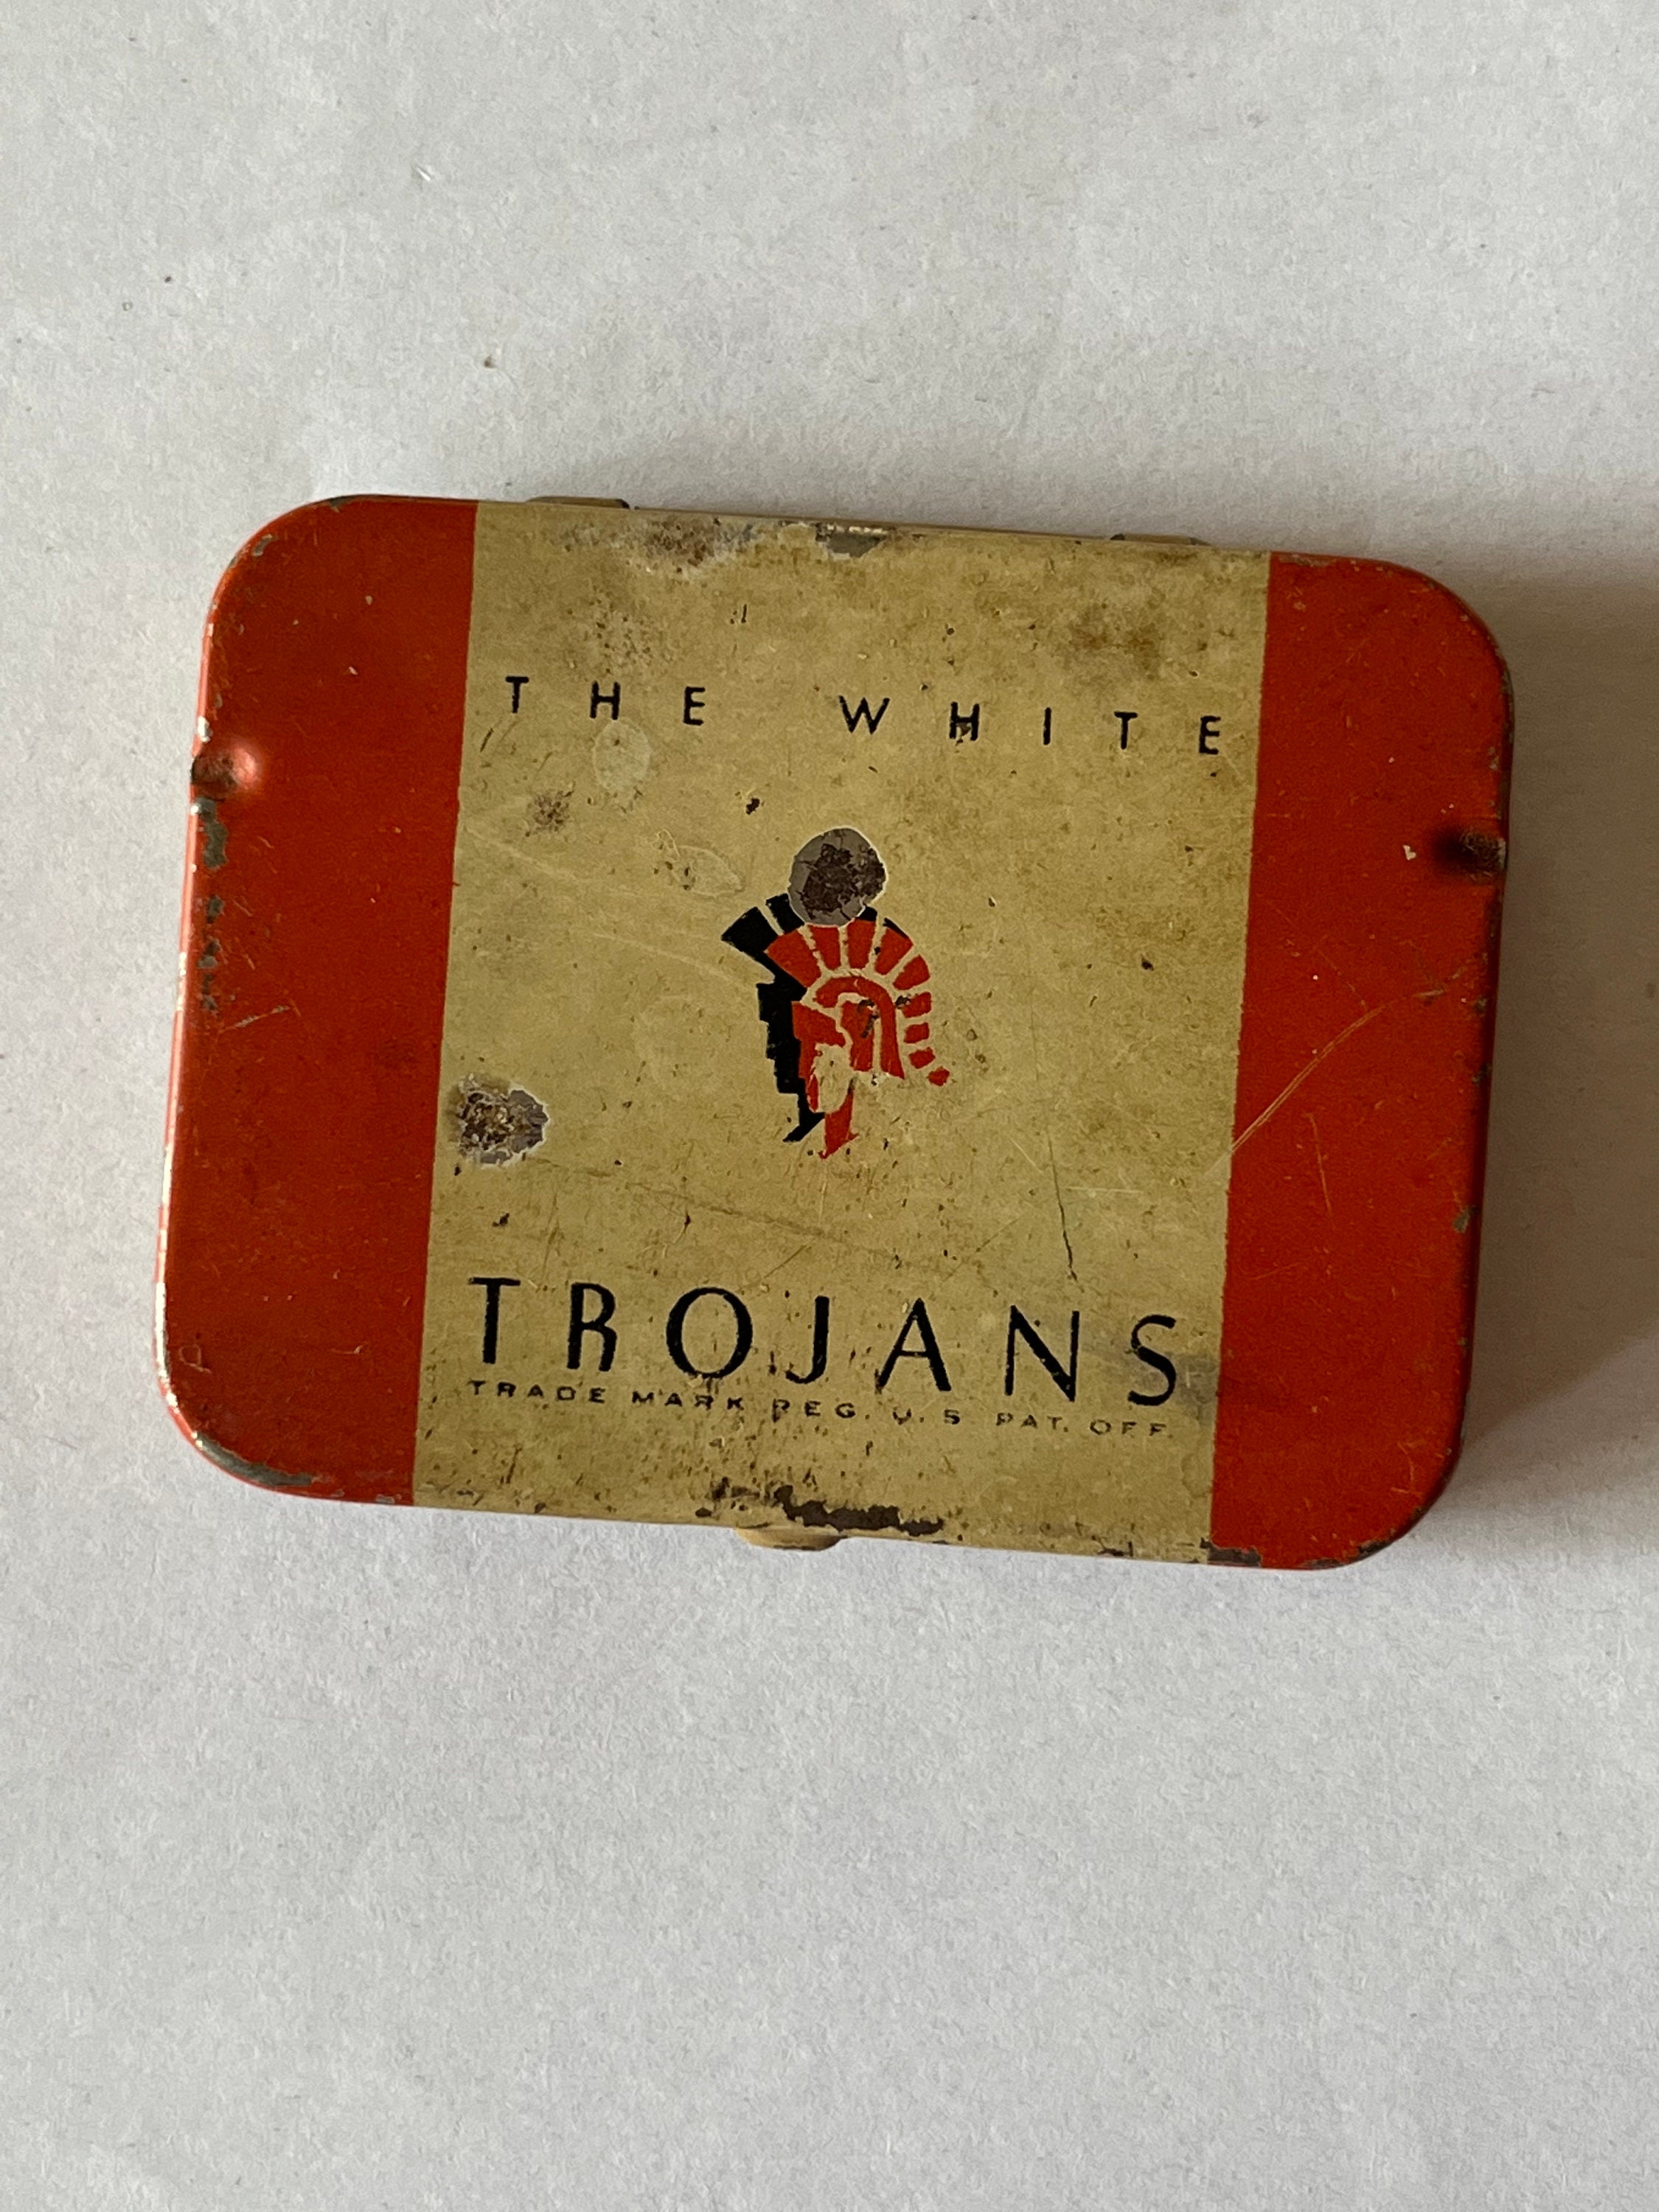 THE WHITE
TROJANS
TRADE MARK REG. U.S. PAT. OFF.